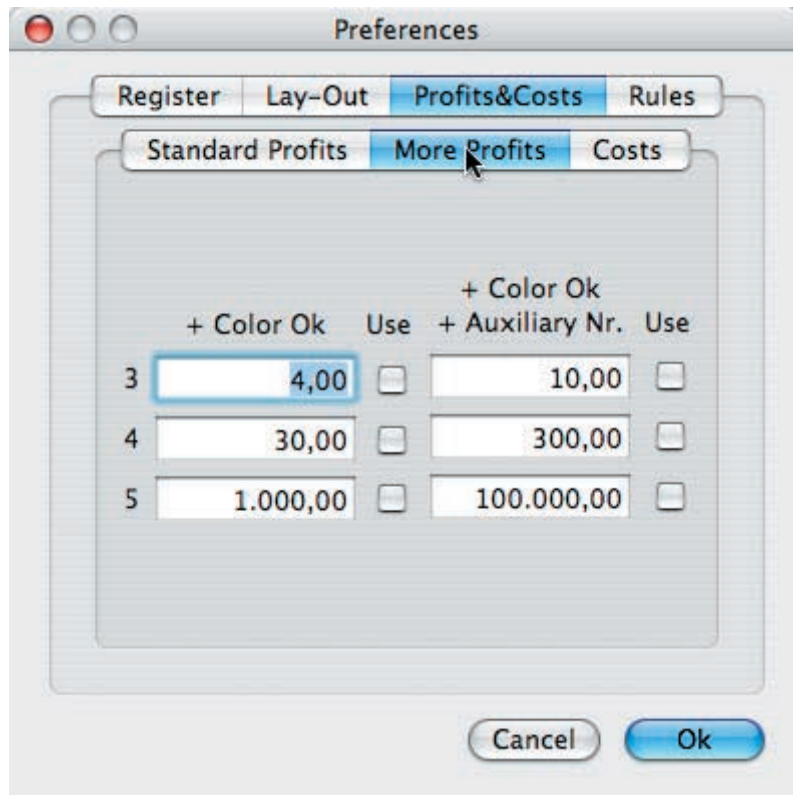 Preferences
Register Lay-Out Profits&Costs Rules
Standard Profits More Profits Costs
+ Color Ok
+ Color Ok Use + Auxiliary Nr. Use
3 4,00 10,00
4 30,00 300,00
5 1.000,00 100.000,00
Cancel Ok